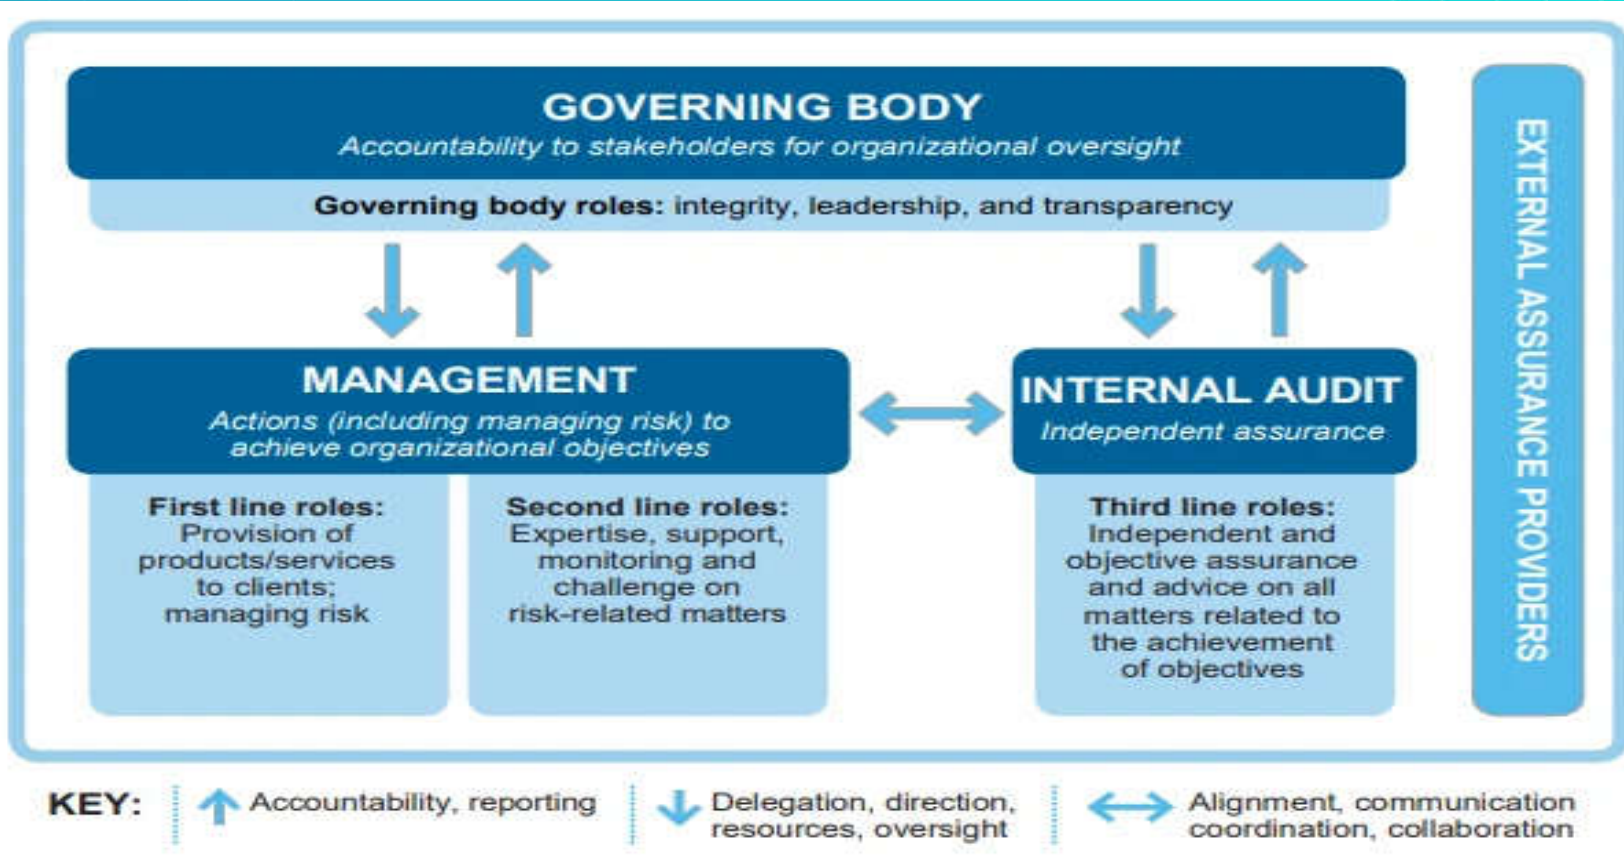 GOVERNING BODY
Accountability to stakeholders for organizational oversight
Governing body roles: integrity, leadership, and transparency
MANAGEMENT
Actions (including managing risk) to
achieve organizational objectives
First line roles:
Provision of
products/services
to clients;
managing risk
Second line roles:
Expertise, support,
monitoring and
challenge on
risk-related matters
INTERNAL AUDIT
Independent assurance
Third line roles:
Independent and
objective assurance
and advice on all
matters related to
the achievement
of objectives
EXTERNAL ASSURANCE PROVIDERS
KEY:
Accountability, reporting
Delegation, direction,
resources, oversight
Alignment, communication
coordination, collaboration